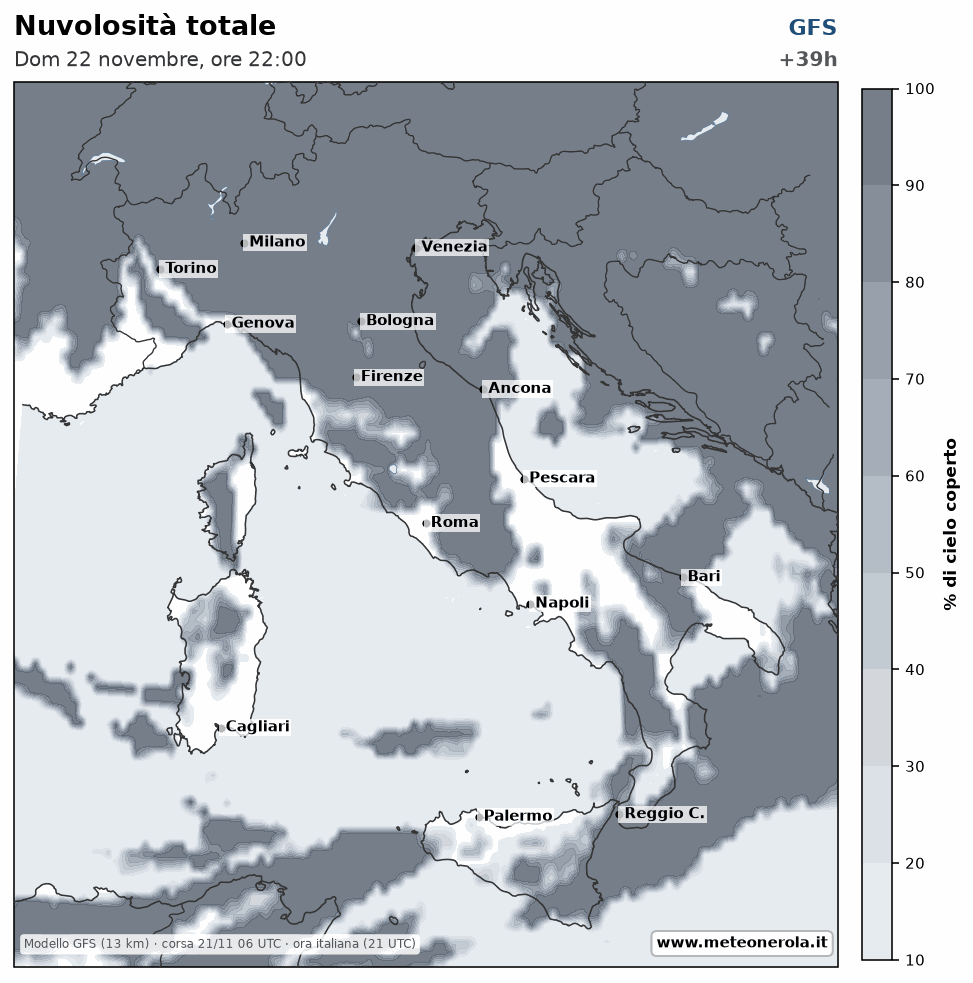 Nuvolosità totale
GFS
Dom 22 novembre, ore 22:00
+39h
Milano
Venezia
Torino
Genova
Bologna
Firenze
Ancona
Pescara
Roma
Bari
Napoli
Cagliari
Palermo
Reggio C.
Modello GFS (13 km) · corsa 21/11 06 UTC · ora italiana (21 UTC)
www.meteonerola.it
100
90
80
70
60
50
40
30
20
10
% di cielo coperto